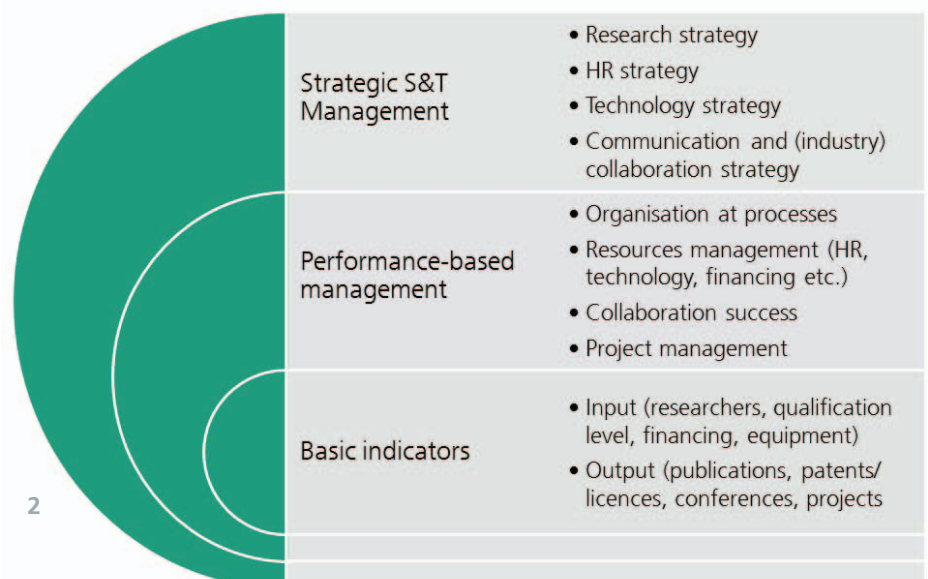 Strategic S&T
Management
• Research strategy
• HR strategy
• Technology strategy
• Communication and (industry)
collaboration strategy
Performance-based
management
• Organisation at processes
• Resources management (HR,
technology, financing etc.)
• Collaboration success
• Project management
Basic indicators
• Input (researchers, qualification
level, financing, equipment)
• Output (publications, patents/
licences, conferences, projects
2